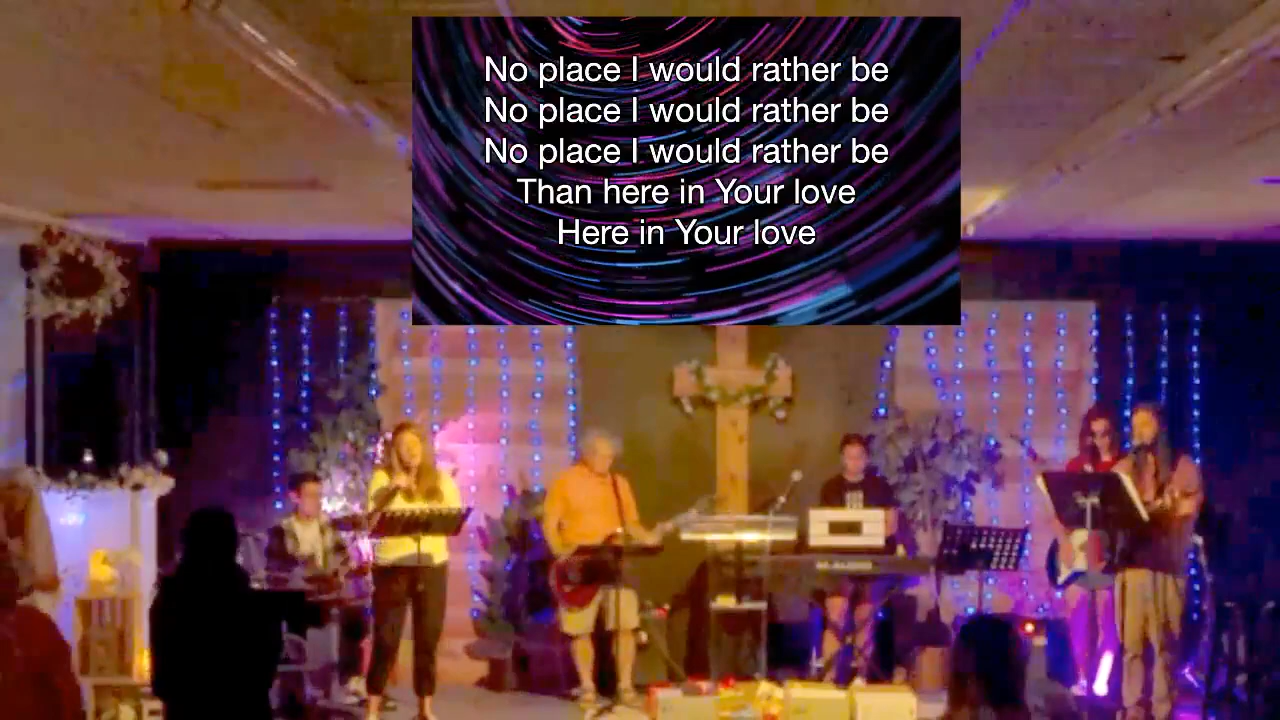 No place I would rather be
No place I would rather be
No place I would rather be
Than here in Your love
Here in Your love